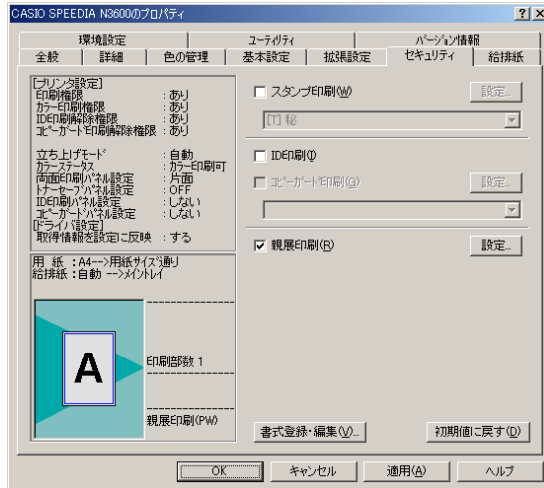 CASIO SPEEDIA N3600のプロパティ
環境設定 ユーティリティ バージョン情報
全般 詳細 色の管理 基本設定 拡張設定 セキュリティ 給排紙
[プリンタ設定]
印刷権限 : あり
カラー印刷権限 : あり
IDE印刷解除権限 : あり
コピーガード印刷解除権限 : あり
立ち上げモード : 自動
カラーステータス : カラー印刷可
両面印刷パネル設定 : 片面
トナーセーブパネル設定 : OFF
IDE印刷パネル設定 : しない
コピーガードパネル設定 : しない
[ドライバ設定]
取得情報を設定に反映 : する
用 紙 :A4-->用紙サイズ通り
給排紙 :自動 -->メイントレイ
A
印刷部数 1
親展印刷(PW)
スタンプ印刷(W) 設定...
[T] 秘
IDE印刷(I)
コピーガード印刷(G) 設定...
親展印刷(R) 設定...
書式登録・編集(V)... 初期値に戻す(D)
OK キャンセル 適用(A) ヘルプ